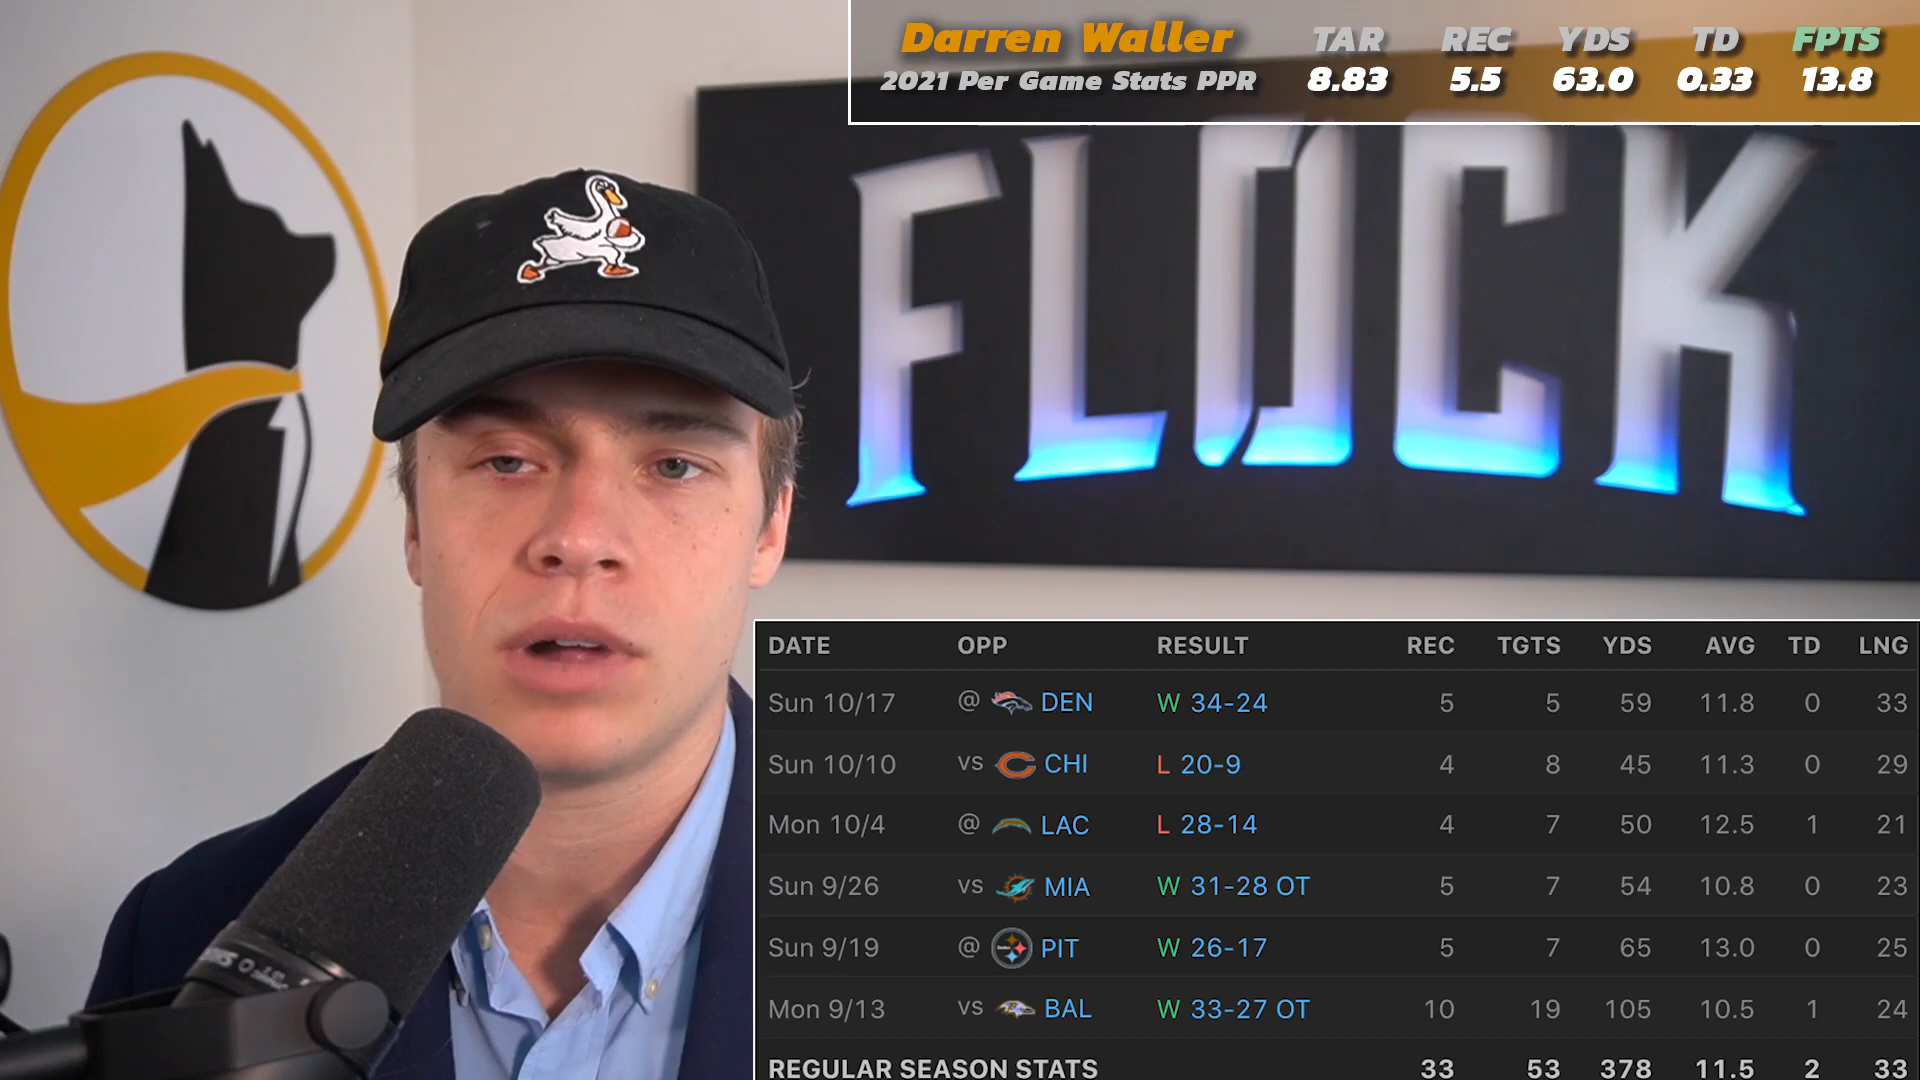 Darren Waller TAR REC YDS TD FPTS
2021 Per Game Stats PPR 8.83 5.5 63.0 0.33 13.8
FLOCK
DATE OPP RESULT REC TGTS YDS AVG TD LNG
Sun 10/17 @ DEN W 34-24 5 5 59 11.8 0 33
Sun 10/10 vs CHI L 20-9 4 8 45 11.3 0 29
Mon 10/4 @ LAC L 28-14 4 7 50 12.5 1 21
Sun 9/26 vs MIA W 31-28 OT 5 7 54 10.8 0 23
Sun 9/19 @ PIT W 26-17 5 7 65 13.0 0 25
Mon 9/13 vs BAL W 33-27 OT 10 19 105 10.5 1 24
REGULAR SEASON STATS 33 53 378 11.5 2 33